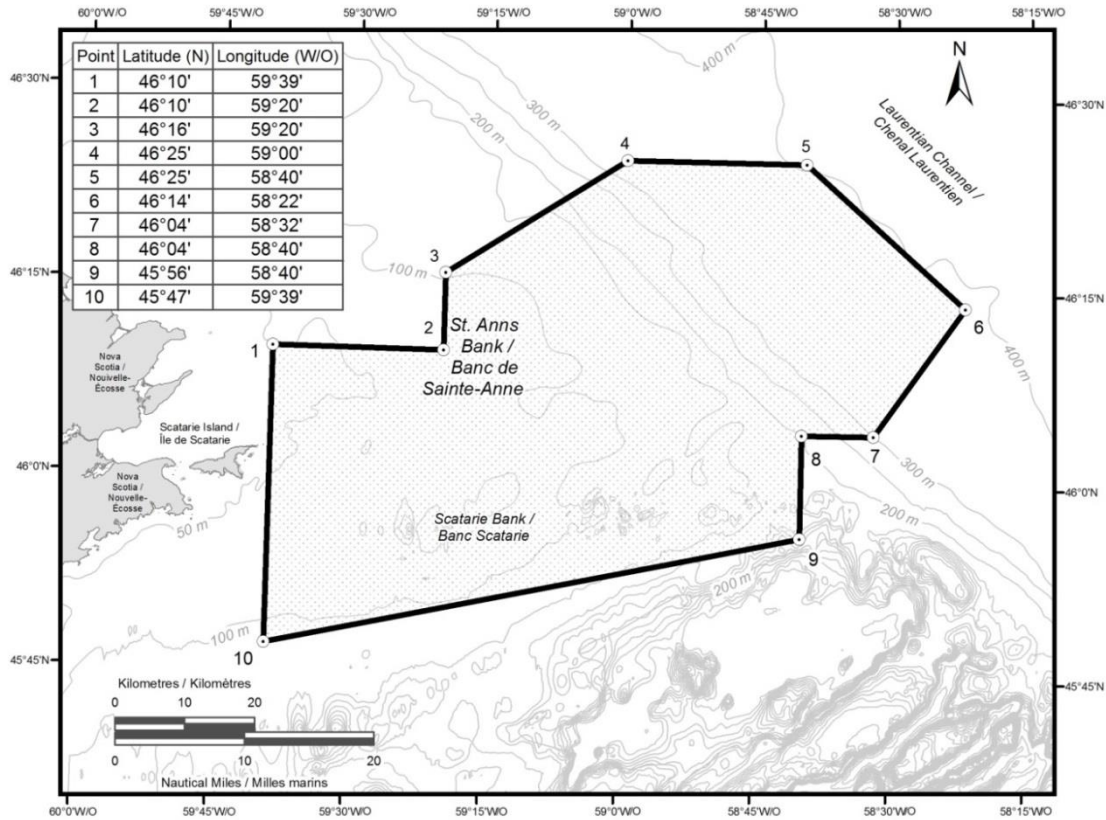 60°0'W/O 59°45'W/O 59°30'W/O 59°15'W/O 59°0'W/O 58°45'W/O 58°30'W/O 58°15'W/O
Point Latitude (N) Longitude (W/O)
1 46°10' 59°39'
2 46°10' 59°20'
3 46°16' 59°20'
4 46°25' 59°00'
5 46°25' 58°40'
6 46°14' 58°22'
7 46°04' 58°32'
8 46°04' 58°40'
9 45°56' 58°40'
10 45°47' 59°39'
46°30'N
46°15'N
46°0'N
45°45'N
400 m
300 m
200 m
N
Laurentian Channel /
Chenal Laurentien
46°30'N
46°15'N
46°0'N
45°45'N
4
5
3
100 m
2
1
6
400 m
St. Anns
Bank /
Banc de
Sainte-Anne
Nova
Scotia /
Nouivelle-
Écosse
Scatarie Island /
Île de Scatarie
Nova
Scotia /
Nouvelle-
Écosse
50 m
8
7
300 m
200 m
Scatarie Bank /
Banc Scatarie
9
200 m
100 m
10
Kilometres / Kilomètres
0 10 20
0 10 20
Nautical Miles / Milles marins
60°0'W/O 59°45'W/O 59°30'W/O 59°15'W/O 59°0'W/O 58°45'W/O 58°30'W/O 58°15'W/O